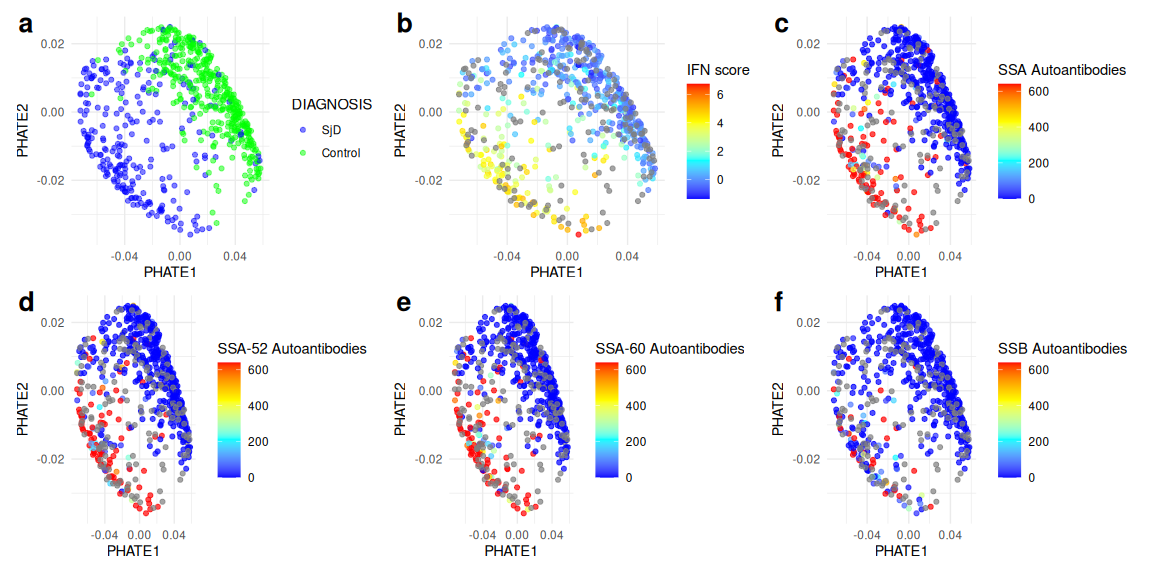 a
0.02
0.00
-0.02
PHATE2
-0.04 0.00 0.04
PHATE1
DIAGNOSIS
SjD
Control
b
0.02
0.00
-0.02
PHATE2
-0.04 0.00 0.04
PHATE1
IFN score
6
4
2
0
c
0.02
0.00
-0.02
PHATE2
-0.04 0.00 0.04
PHATE1
SSA Autoantibodies
600
400
200
0
d
0.02
0.00
-0.02
PHATE2
-0.04 0.00 0.04
PHATE1
SSA-52 Autoantibodies
600
400
200
0
e
0.02
0.00
-0.02
PHATE2
-0.04 0.00 0.04
PHATE1
SSA-60 Autoantibodies
600
400
200
0
f
0.02
0.00
-0.02
PHATE2
-0.04 0.00 0.04
PHATE1
SSB Autoantibodies
600
400
200
0